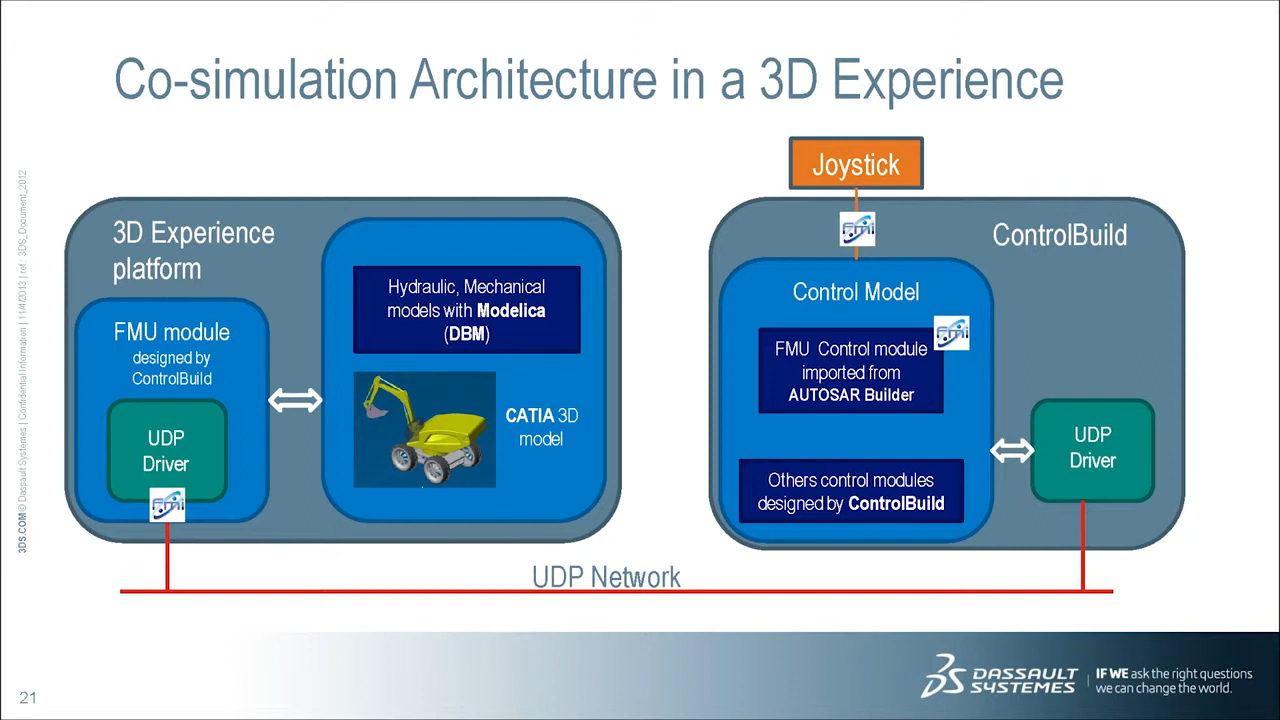 Co-simulation Architecture in a 3D Experience
Joystick
3D Experience
platform
FMU module
designed by
ControlBuild
UDP
Driver
FMI
Hydraulic, Mechanical
models with Modelica
(DBM)
CATIA 3D
model
FMI
ControlBuild
Control Model
FMI
FMU Control module
imported from
AUTOSAR Builder
Others control modules
designed by ControlBuild
UDP
Driver
UDP Network
3DS.COM © Dassault Systèmes | Confidential Information | 11/4/2013 | ref.: 3DS_Document_2012
21
DASSAULT
SYSTEMES
IF WE ask the right questions
we can change the world.